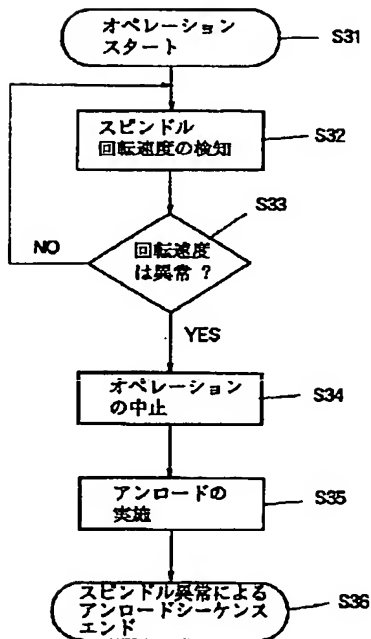 オペレーション
スタート
S31
スピンドル
回転速度の検知
S32
S33
回転速度
は異常 ?
NO
YES
オペレーション
の中止
S34
アンロードの
実施
S35
スピンドル異常による
アンロードシーケンス
エンド
S36